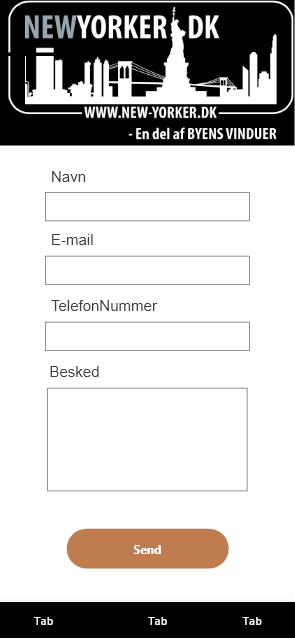 NEWYORKER.DK
WWW.NEW-YORKER.DK
- En del af BYENS VINDUER
Navn
E-mail
TelefonNummer
Besked
Send
Tab Tab Tab